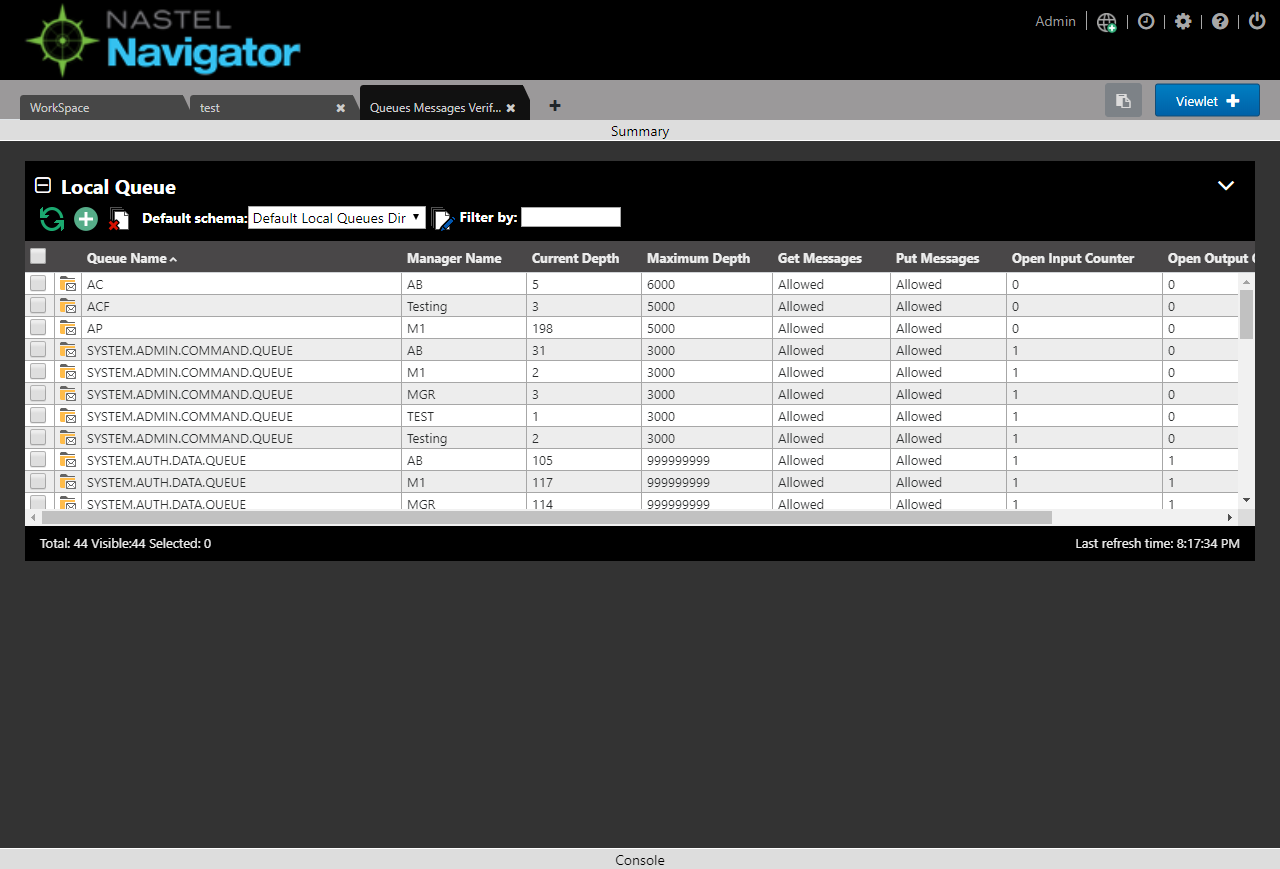 NASTEL
Navigator
Admin
WorkSpace test Queues Messages Verif... Viewlet
Summary
Local Queue
Default schema: Default Local Queues Dir Filter by:
Queue Name Manager Name Current Depth Maximum Depth Get Messages Put Messages Open Input Counter Open Output
AC AB 5 6000 Allowed Allowed 0 0
ACF Testing 3 5000 Allowed Allowed 0 0
AP M1 198 5000 Allowed Allowed 0 0
SYSTEM.ADMIN.COMMAND.QUEUE AB 31 3000 Allowed Allowed 1 0
SYSTEM.ADMIN.COMMAND.QUEUE M1 2 3000 Allowed Allowed 1 0
SYSTEM.ADMIN.COMMAND.QUEUE MGR 3 3000 Allowed Allowed 1 0
SYSTEM.ADMIN.COMMAND.QUEUE TEST 1 3000 Allowed Allowed 1 0
SYSTEM.ADMIN.COMMAND.QUEUE Testing 2 3000 Allowed Allowed 1 0
SYSTEM.AUTH.DATA.QUEUE AB 105 999999999 Allowed Allowed 1 1
SYSTEM.AUTH.DATA.QUEUE M1 117 999999999 Allowed Allowed 1 1
SYSTEM.AUTH.DATA.QUEUE MGR 114 999999999 Allowed Allowed 1 1
Total: 44 Visible:44 Selected: 0 Last refresh time: 8:17:34 PM
Console